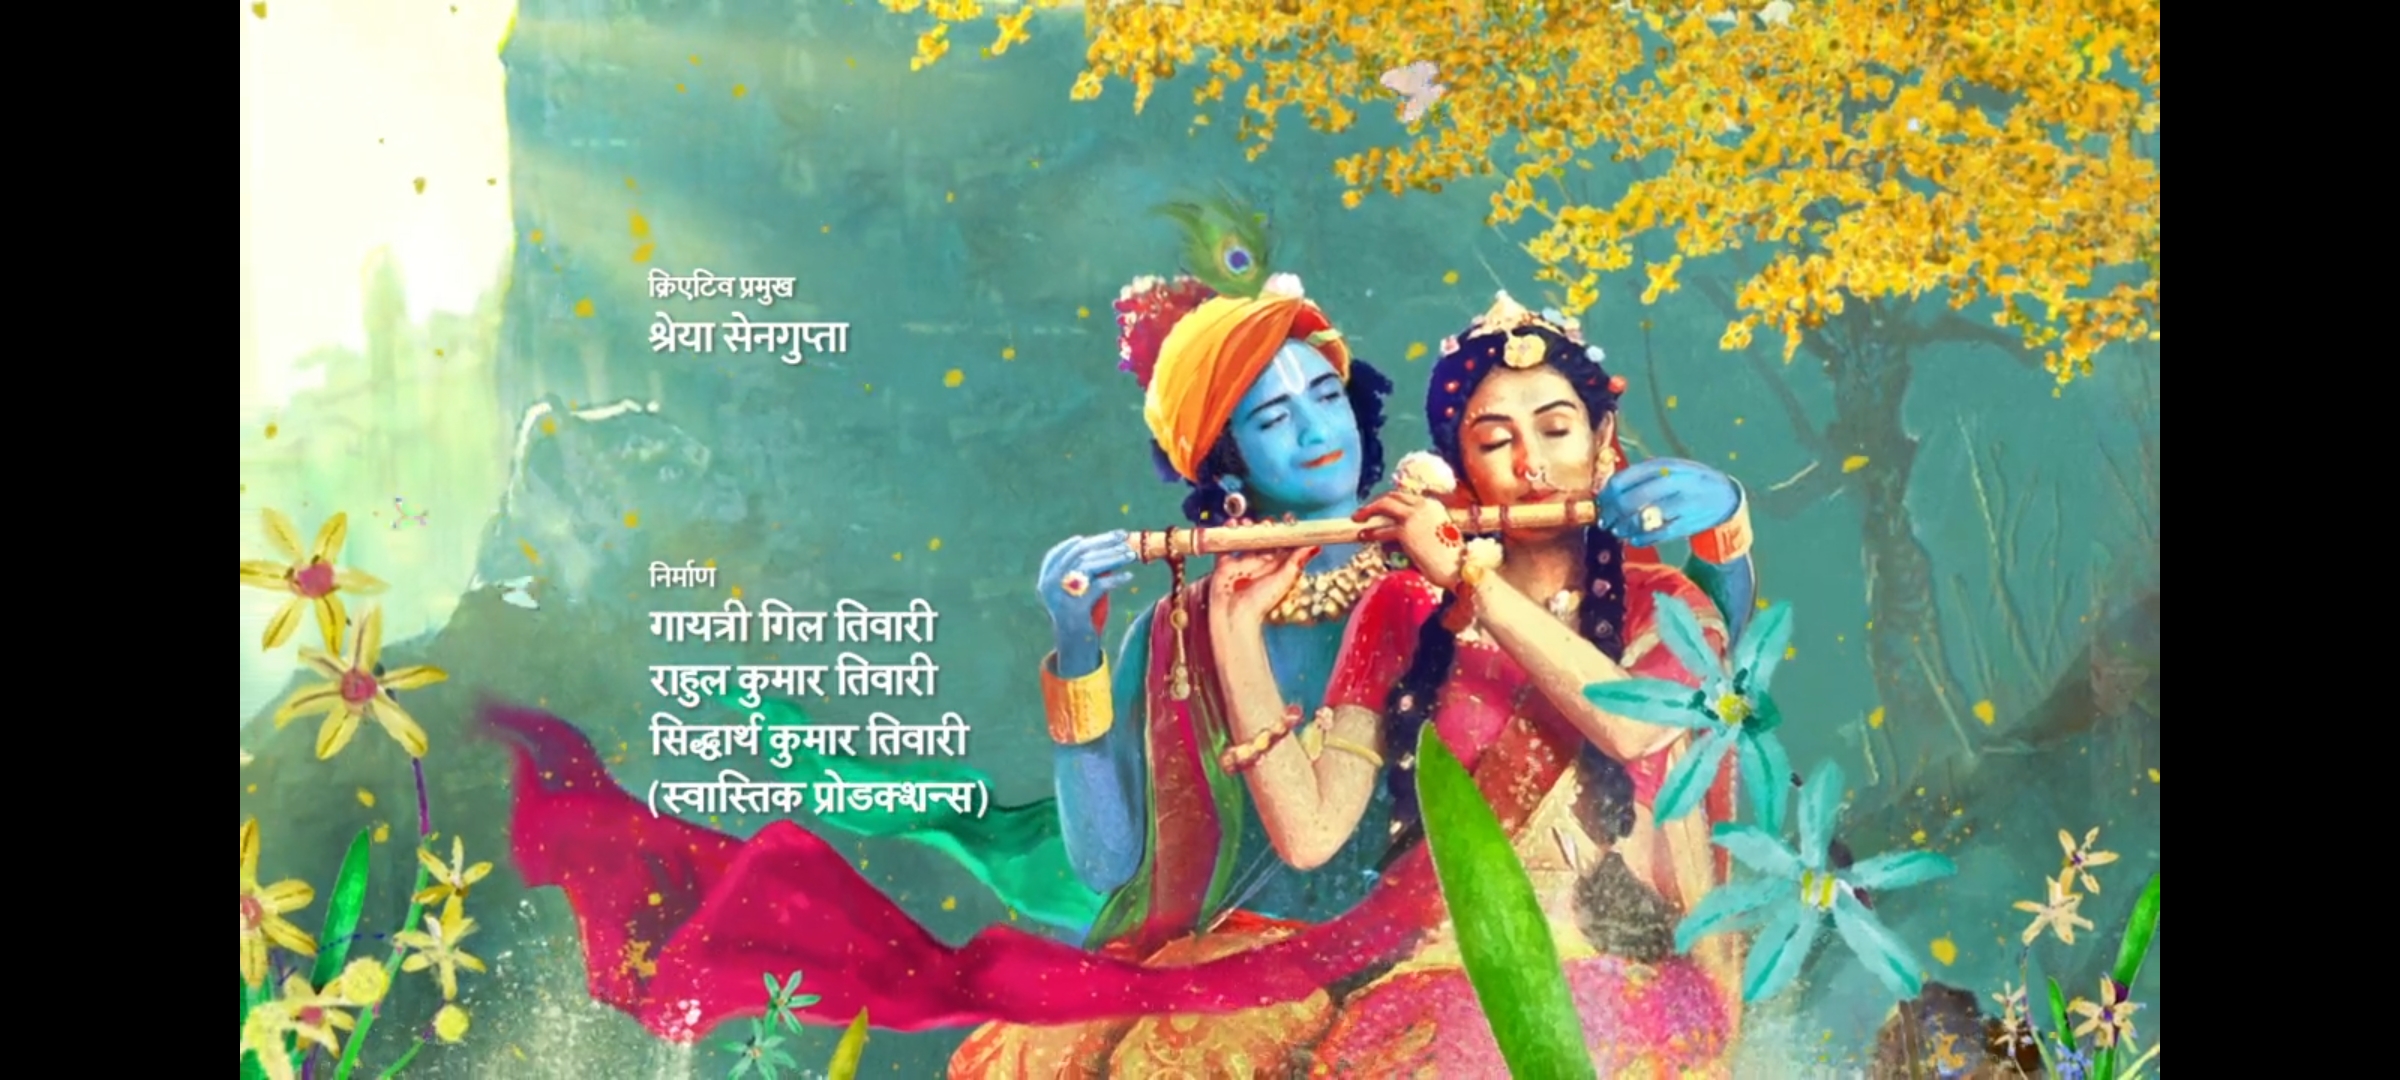 क्रिएटिव प्रमुख
श्रेया सेनगुप्ता
निर्माण
गायत्री गिल तिवारी
राहुल कुमार तिवारी
सिद्धार्थ कुमार तिवारी
(स्वास्तिक प्रोडक्शन्स)